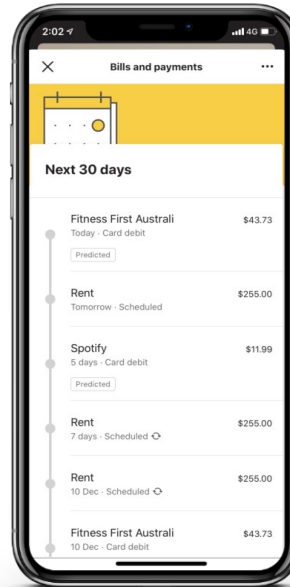 2:02 4G
Bills and payments
Next 30 days
Fitness First Australi $43.73
Today · Card debit
Predicted
Rent $255.00
Tomorrow · Scheduled
Spotify $11.99
5 days · Card debit
Predicted
Rent $255.00
7 days · Scheduled
Rent $255.00
10 Dec · Scheduled
Fitness First Australi $43.73
10 Dec · Card debit